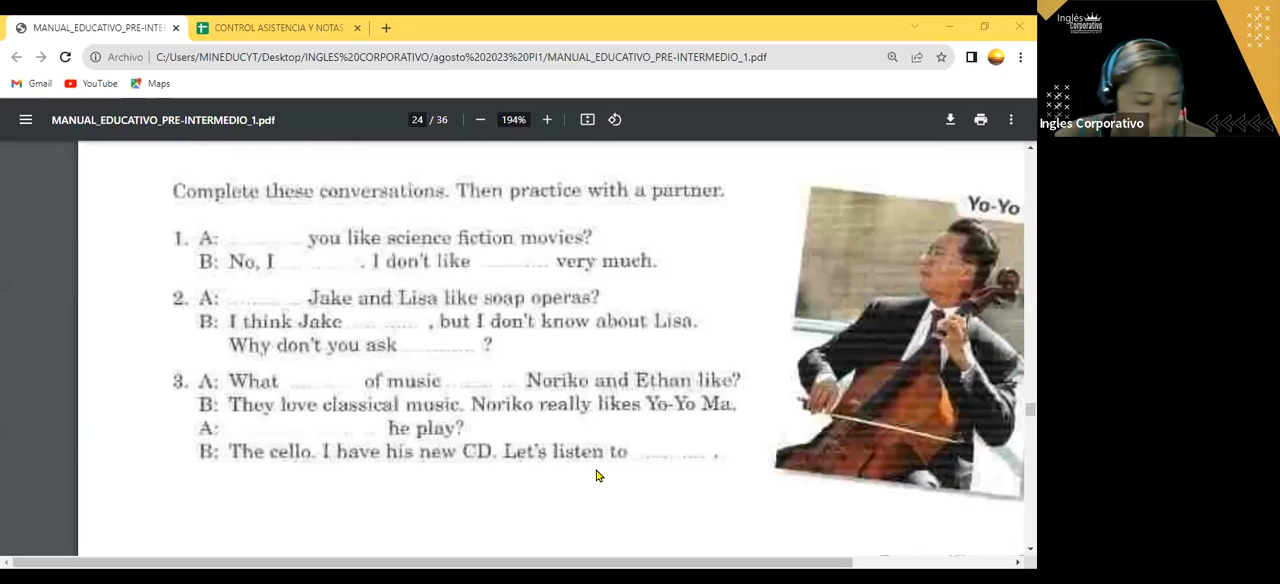 MANUAL_EDUCATIVO_PRE-INTER
CONTROL ASISTENCIA Y NOTAS
Archivo C:/Users/MINEDUCYT/Desktop/INGLES%20CORPORATIVO/agosto%202023%20PI1/MANUAL_EDUCATIVO_PRE-INTERMEDIO_1.pdf
Gmail YouTube Maps
MANUAL_EDUCATIVO_PRE-INTERMEDIO_1.pdf 24 / 36 194%
Complete these conversations. Then practice with a partner.
1. A: ............ you like science fiction movies?
B: No, I ............ . I don't like ............ very much.
2. A: ............ Jake and Lisa like soap operas?
B: I think Jake ............ , but I don't know about Lisa.
Why don't you ask ............ ?
3. A: What ............ of music ............ Noriko and Ethan like?
B: They love classical music. Noriko really likes Yo-Yo Ma.
A: ............ he play?
B: The cello. I have his new CD. Let's listen to ............ .
Yo-Yo
Inglés
Corporativo
Ingles Corporativo